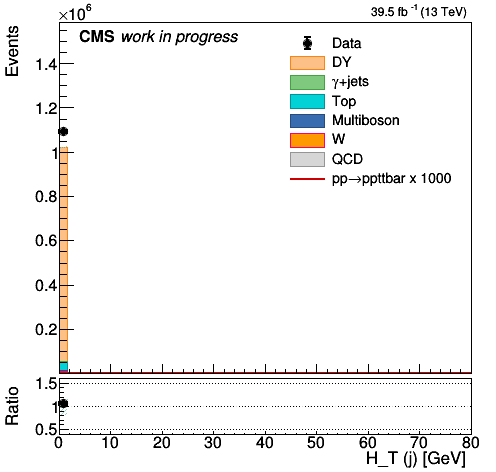 ×10⁶
39.5 fb⁻¹ (13 TeV)
Events
CMS work in progress
Data
DY
γ+jets
Top
Multiboson
W
QCD
pp→ppttbar x 1000
1.4
1.2
1
0.8
0.6
0.4
0.2
Ratio
1.5
1
0.5
0 10 20 30 40 50 60 70 80
H_T (j) [GeV]